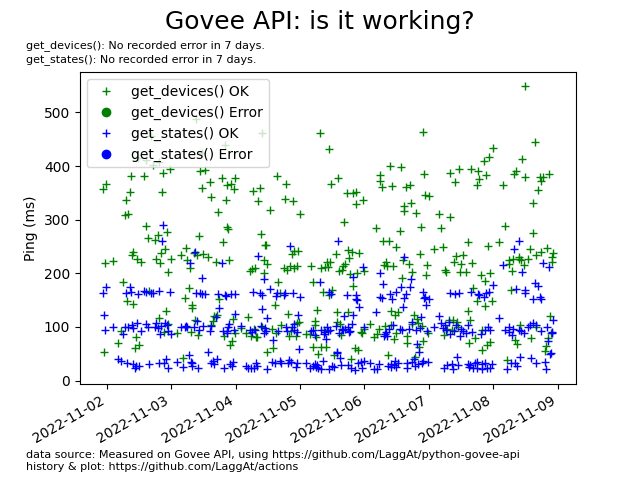 Govee API: is it working?
get_devices(): No recorded error in 7 days.
get_states(): No recorded error in 7 days.
get_devices() OK
get_devices() Error
get_states() OK
get_states() Error
Ping (ms)
500
400
300
200
100
0
2022-11-02
2022-11-03
2022-11-04
2022-11-05
2022-11-06
2022-11-07
2022-11-08
2022-11-09
data source: Measured on Govee API, using https://github.com/LaggAt/python-govee-api
history & plot: https://github.com/LaggAt/actions